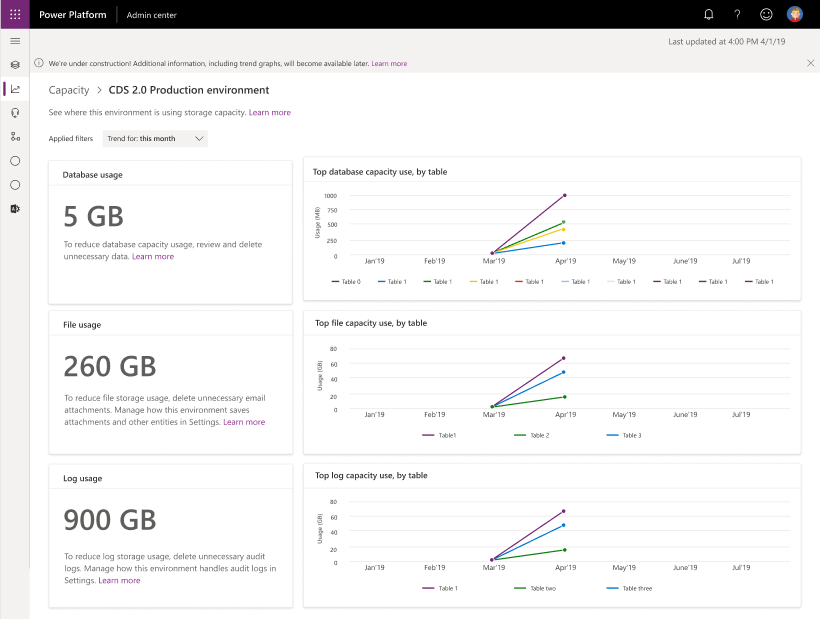 Power Platform Admin center
Last updated at 4:00 PM 4/1/19
We're under construction! Additional information, including trend graphs, will become available later. Learn more
Capacity > CDS 2.0 Production environment
See where this environment is using storage capacity. Learn more
Applied filters Trend for: this month
Database usage
5 GB
To reduce database capacity usage, review and delete
unnecessary data. Learn more
Top database capacity use, by table
Usage (MB)
1000
750
500
250
0
Jan'19 Feb'19 Mar'19 Apr'19 May'19 June'19 Jul'19
Table 0 Table 1 Table 1 Table 1 Table 1 Table 1 Table 1 Table 1 Table 1 Table 1
File usage
260 GB
To reduce file storage usage, delete unnecessary email
attachments. Manage how this environment saves
attachments and other entities in Settings. Learn more
Top file capacity use, by table
Usage (GB)
80
60
40
20
0
Jan'19 Feb'19 Mar'19 Apr'19 May'19 June'19 Jul'19
Table1 Table 2 Table 3
Log usage
900 GB
To reduce log storage usage, delete unnecessary audit
logs. Manage how this environment handles audit logs in
Settings. Learn more
Top log capacity use, by table
Usage (GB)
80
60
40
20
0
Jan'19 Feb'19 Mar'19 Apr'19 May'19 June'19 Jul'19
Table 1 Table two Table three